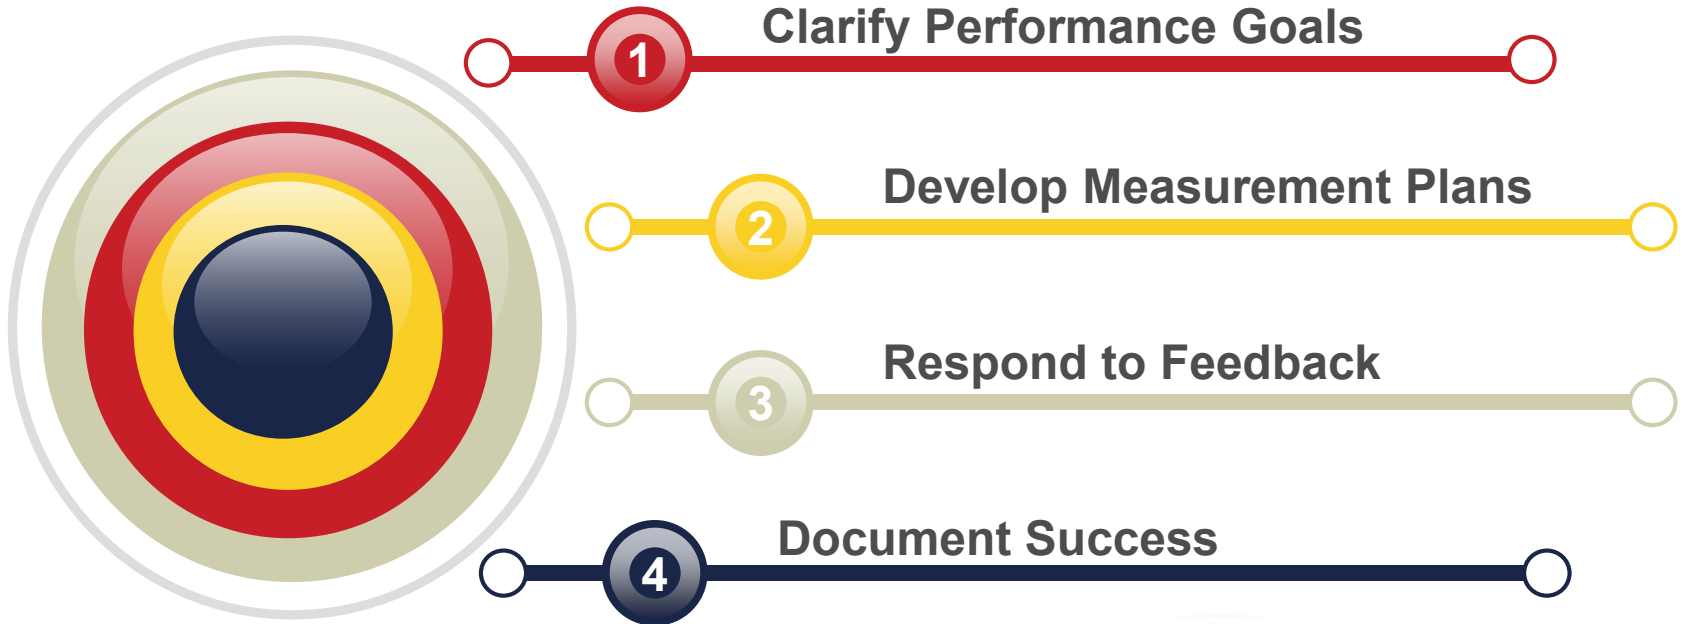 Clarify Performance Goals
1
Develop Measurement Plans
2
Respond to Feedback
3
Document Success
4